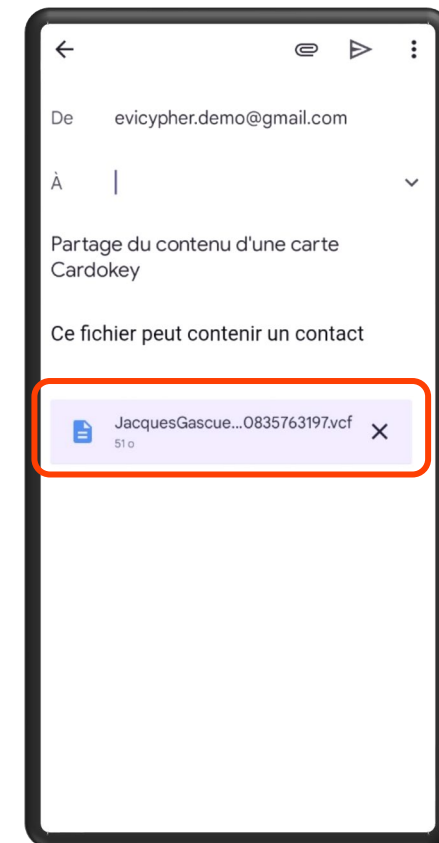 De evicypher.demo@gmail.com
À
Partage du contenu d'une carte
Cardokey
Ce fichier peut contenir un contact
JacquesGascue...0835763197.vcf
51 o